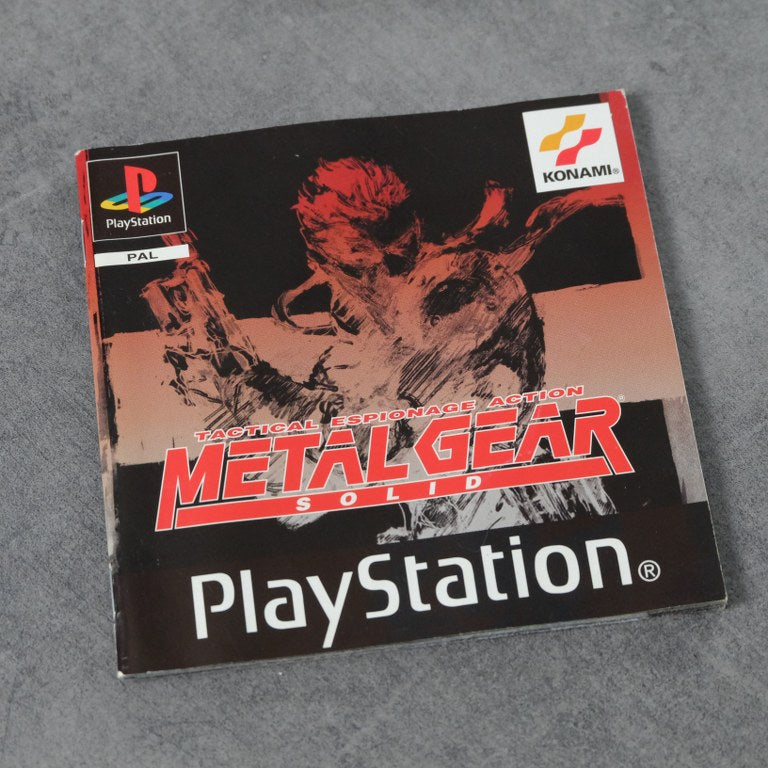 PlayStation
PAL
KONAMI®
TACTICAL ESPIONAGE ACTION
METAL GEAR®
SOLID
PlayStation®